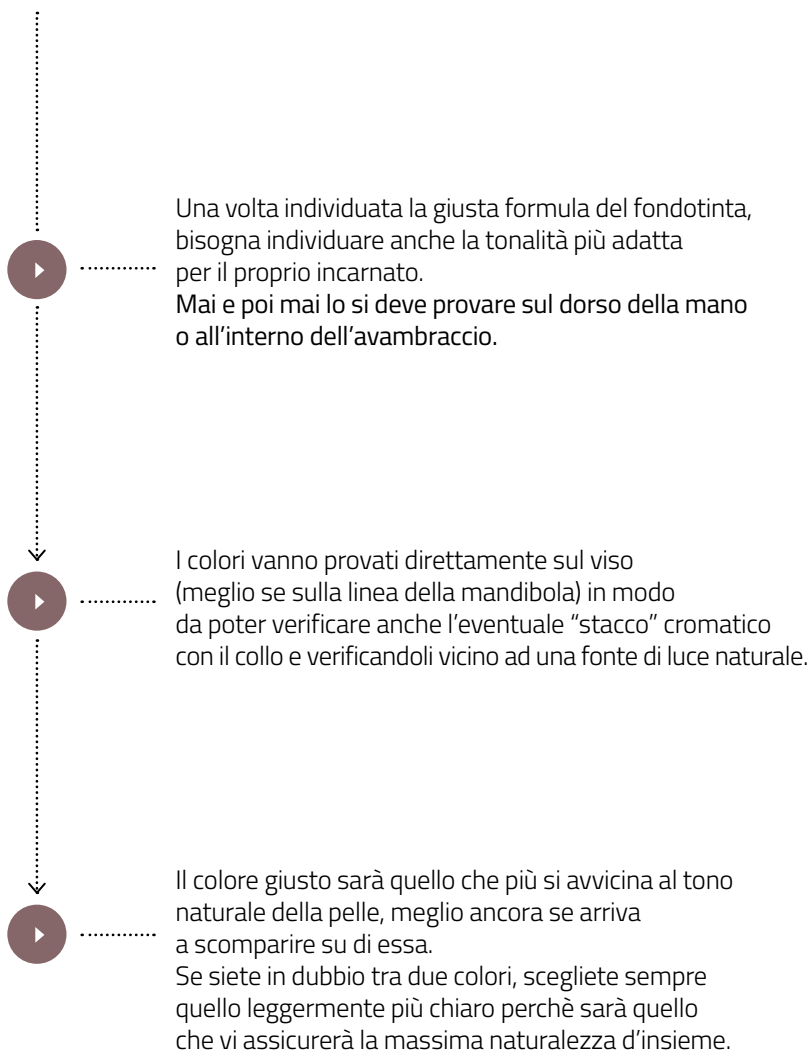 Una volta individuata la giusta formula del fondotinta,
bisogna individuare anche la tonalità più adatta
per il proprio incarnato.
Mai e poi mai lo si deve provare sul dorso della mano
o all’interno dell’avambraccio.
I colori vanno provati direttamente sul viso
(meglio se sulla linea della mandibola) in modo
da poter verificare anche l’eventuale “stacco” cromatico
con il collo e verificandoli vicino ad una fonte di luce naturale.
Il colore giusto sarà quello che più si avvicina al tono
naturale della pelle, meglio ancora se arriva
a scomparire su di essa.
Se siete in dubbio tra due colori, scegliete sempre
quello leggermente più chiaro perchè sarà quello
che vi assicurerà la massima naturalezza d’insieme.